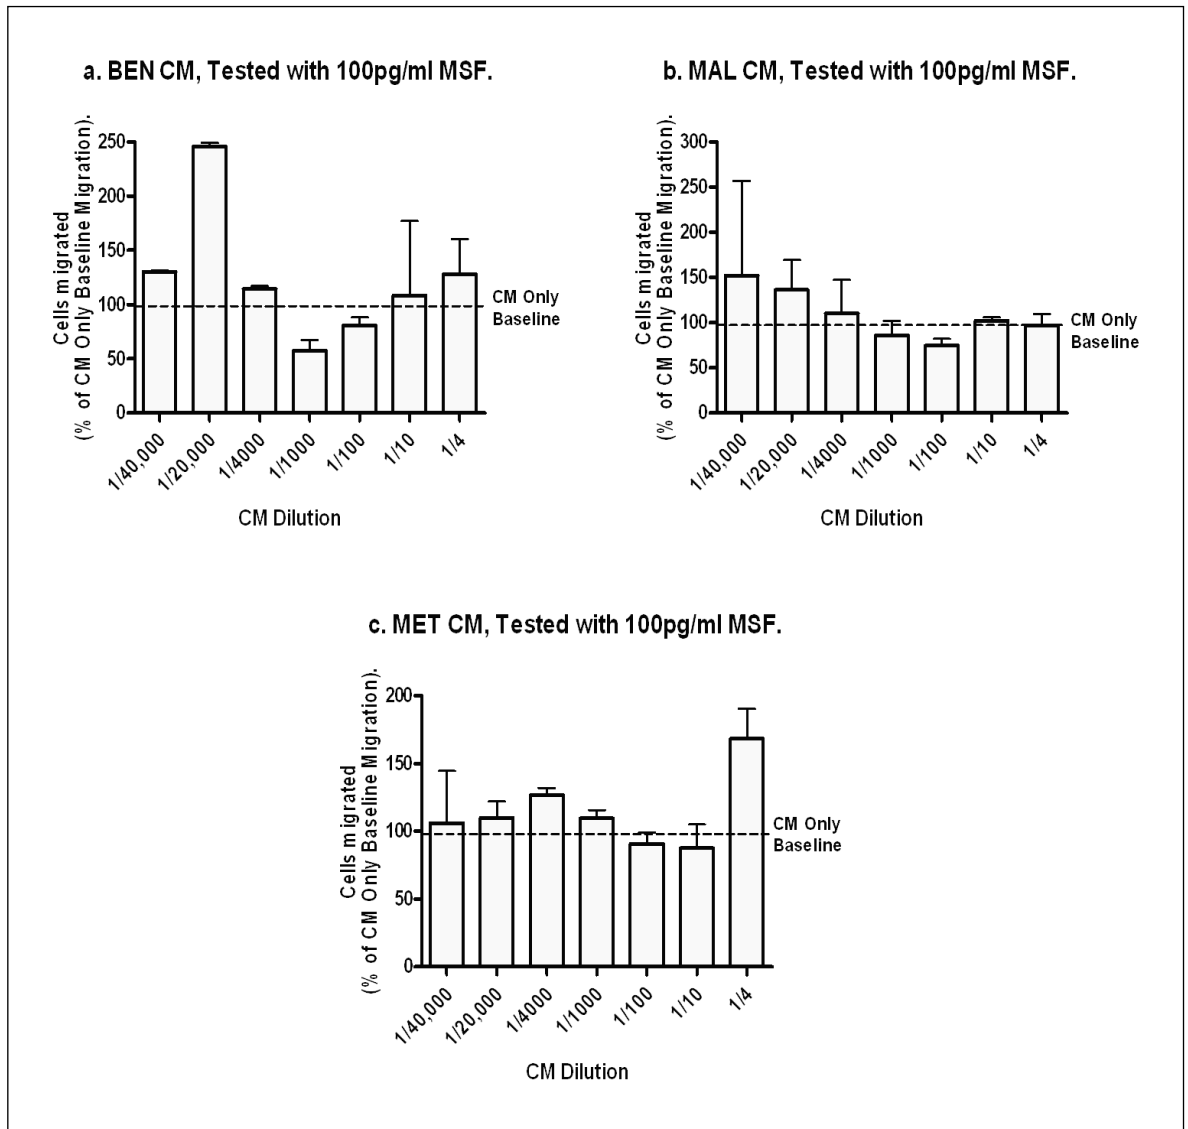 a. BEN CM, Tested with 100pg/ml MSF.
Cells migrated
(% of CM Only Baseline Migration).
250
200
150
100
50
0
CM Only
Baseline
1/40,000
1/20,000
1/4000
1/1000
1/100
1/10
1/4
CM Dilution
b. MAL CM, Tested with 100pg/ml MSF.
Cells migrated
(% of CM Only Baseline Migration).
300
250
200
150
100
50
0
CM Only
Baseline
1/40,000
1/20,000
1/4000
1/1000
1/100
1/10
1/4
CM Dilution
c. MET CM, Tested with 100pg/ml MSF.
Cells migrated
(% of CM Only Baseline Migration).
200
150
100
50
0
CM Only
Baseline
1/40,000
1/20,000
1/4000
1/1000
1/100
1/10
1/4
CM Dilution